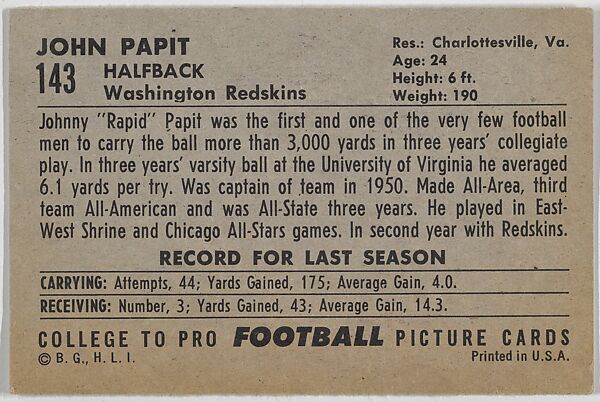 JOHN PAPIT
143 HALFBACK
Washington Redskins
Res.: Charlottesville, Va.
Age: 24
Height: 6 ft.
Weight: 190
Johnny "Rapid" Papit was the first and one of the very few football
men to carry the ball more than 3,000 yards in three years' collegiate
play. In three years' varsity ball at the University of Virginia he averaged
6.1 yards per try. Was captain of team in 1950. Made All-Area, third
team All-American and was All-State three years. He played in East-
West Shrine and Chicago All-Stars games. In second year with Redskins.
RECORD FOR LAST SEASON
CARRYING: Attempts, 44; Yards Gained, 175; Average Gain, 4.0.
RECEIVING: Number, 3; Yards Gained, 43; Average Gain, 14.3.
COLLEGE TO PRO FOOTBALL PICTURE CARDS
© B. G., H. L. I. Printed in U.S.A.